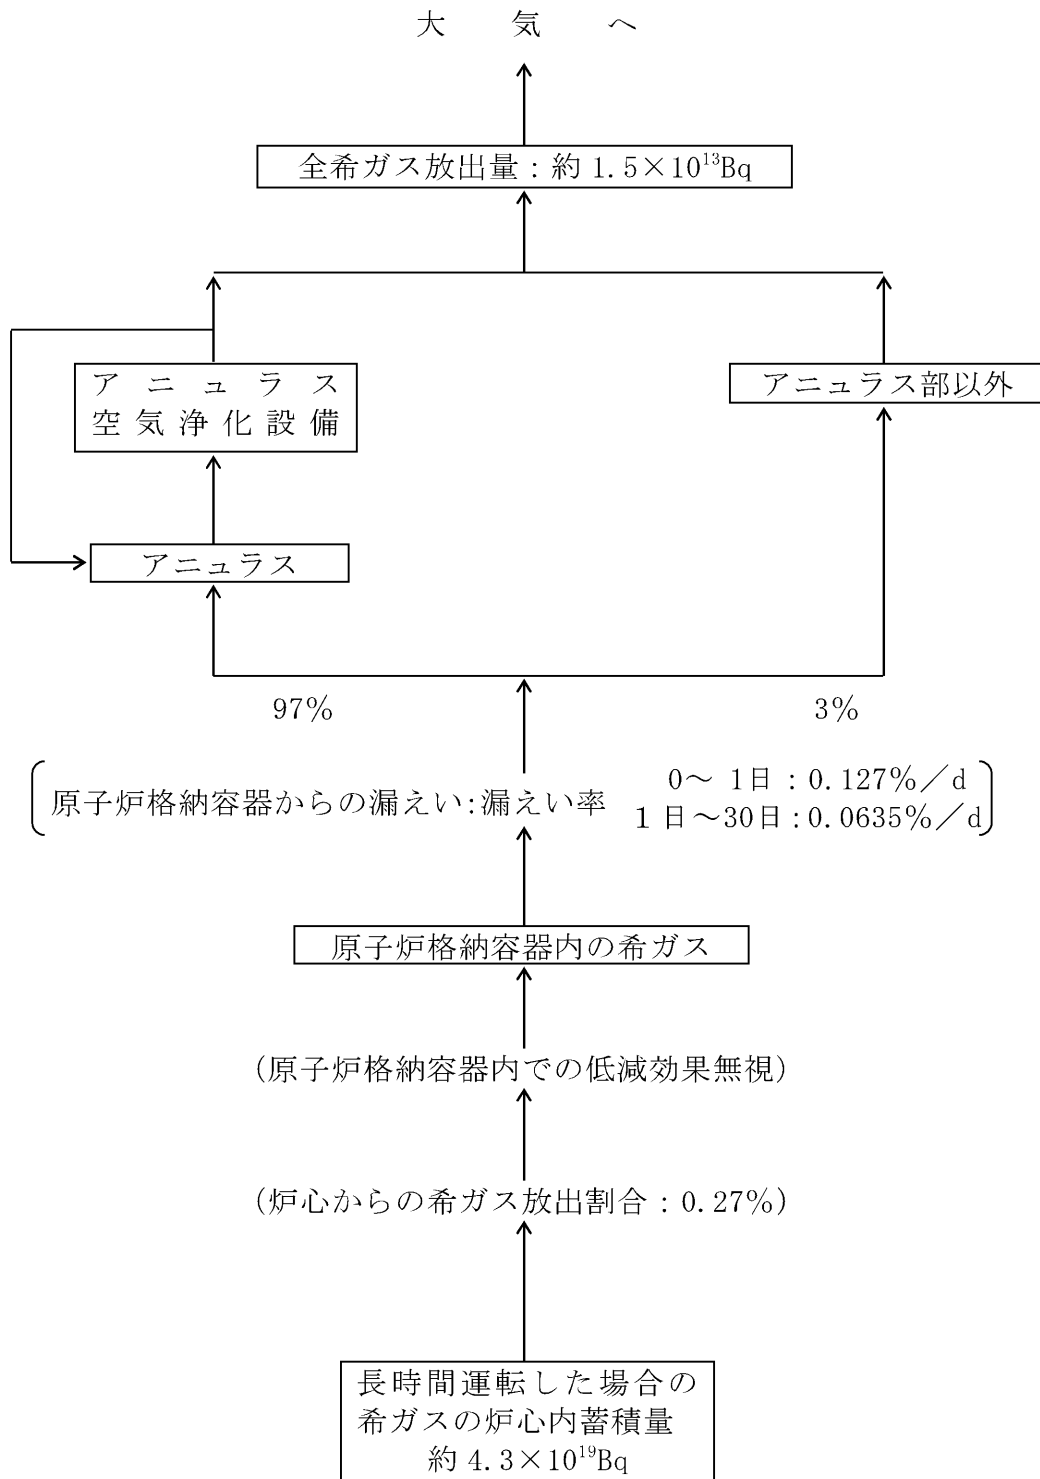 大気へ
全希ガス放出量：約 1.5×10¹³Bq
アニュラス
空気浄化設備
アニュラス部以外
アニュラス
97%
3%
原子炉格納容器からの漏えい:漏えい率
0～ 1日：0.127%／d
1日～30日：0.0635%／d
原子炉格納容器内の希ガス
(原子炉格納容器内での低減効果無視)
(炉心からの希ガス放出割合：0.27%)
長時間運転した場合の
希ガスの炉心内蓄積量
約 4.3×10¹⁹Bq